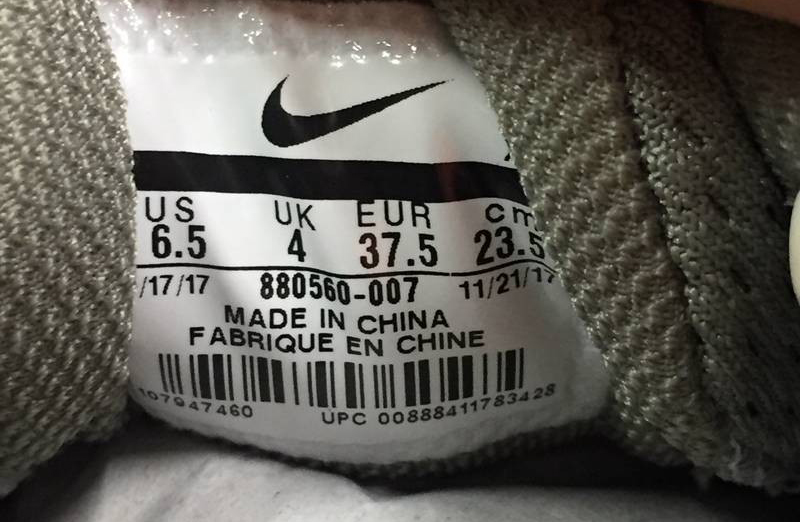 US UK EUR cm
6.5 4 37.5 23.5
/17/17 880560-007 11/21/17
MADE IN CHINA
FABRIQUE EN CHINE
107947460 UPC 00888411783428